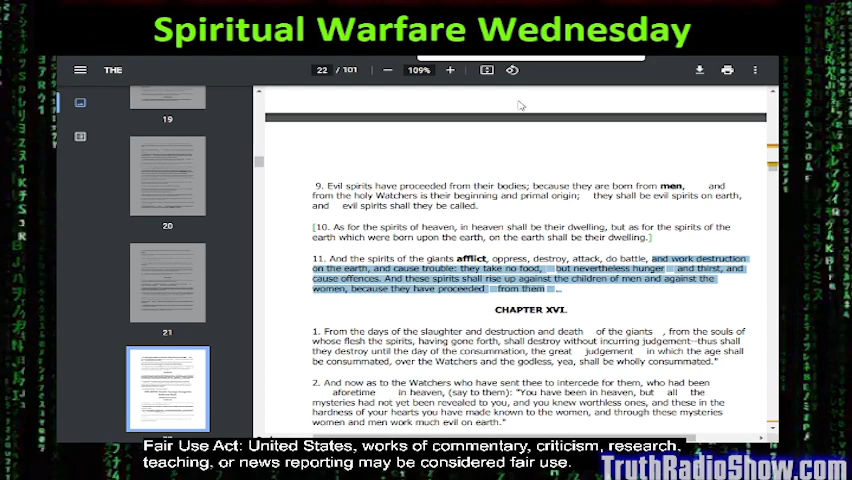 Spiritual Warfare Wednesday
THE
22 / 101
109%
19
20
21
9. Evil spirits have proceeded from their bodies; because they are born from men, and
from the holy Watchers is their beginning and primal origin; they shall be evil spirits on earth,
and evil spirits shall they be called.
[10. As for the spirits of heaven, in heaven shall be their dwelling, but as for the spirits of the
earth which were born upon the earth, on the earth shall be their dwelling.]
11. And the spirits of the giants afflict, oppress, destroy, attack, do battle, and work destruction
on the earth, and cause trouble: they take no food, but nevertheless hunger and thirst, and
cause offences. And these spirits shall rise up against the children of men and against the
women, because they have proceeded from them
CHAPTER XVI.
1. From the days of the slaughter and destruction and death of the giants , from the souls of
whose flesh the spirits, having gone forth, shall destroy without incurring judgement--thus shall
they destroy until the day of the consummation, the great judgement in which the age shall
be consummated, over the Watchers and the godless, yea, shall be wholly consummated."
2. And now as to the Watchers who have sent thee to intercede for them, who had been
aforetime in heaven, (say to them): "You have been in heaven, but all the
mysteries had not yet been revealed to you, and you knew worthless ones, and these in the
hardness of your hearts you have made known to the women, and through these mysteries
women and men work much evil on earth."
Fair Use Act: United States, works of commentary, criticism, research,
teaching, or news reporting may be considered fair use.
TruthRadioShow.com